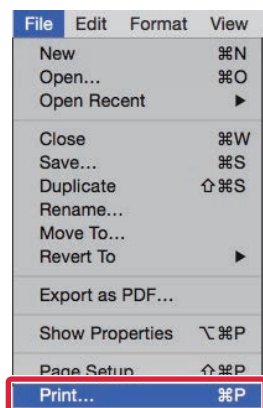 File Edit Format View
New ⌘N
Open... ⌘O
Open Recent ▶
Close ⌘W
Save... ⌘S
Duplicate ⇧⌘S
Rename...
Move To...
Revert To ▶
Export as PDF...
Show Properties ⌥⌘P
Page Setup ⇧⌘P
Print... ⌘P